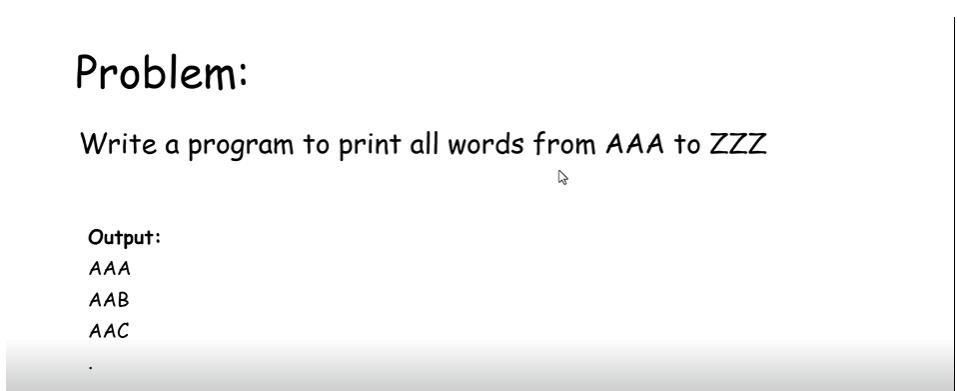 Problem:
Write a program to print all words from AAA to ZZZ
Output:
AAA
AAB
AAC
.